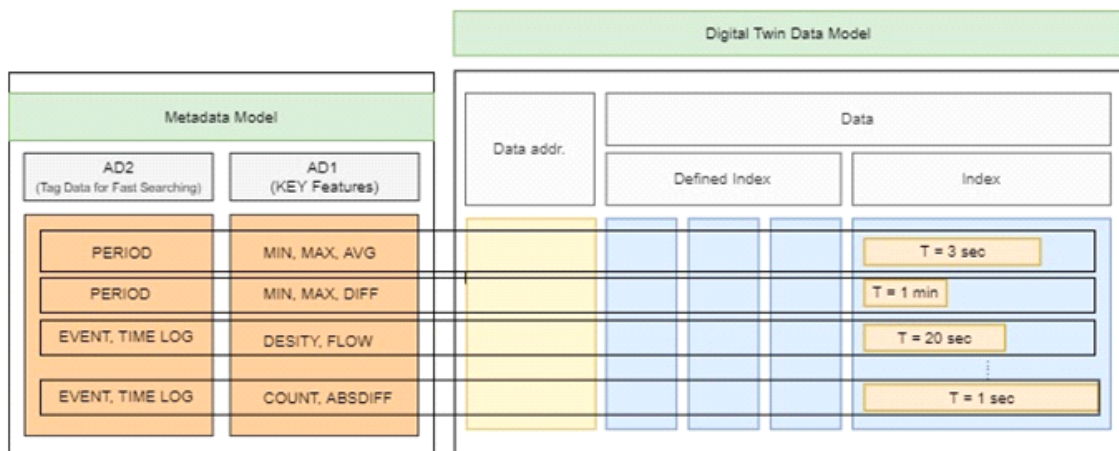 Digital Twin Data Model
Metadata Model
Data addr.
Data
AD2
(Tag Data for Fast Searching)
AD1
(KEY Features)
Defined Index
Index
PERIOD
MIN, MAX, AVG
T = 3 sec
PERIOD
MIN, MAX, DIFF
T = 1 min
EVENT, TIME LOG
DESITY, FLOW
T = 20 sec
EVENT, TIME LOG
COUNT, ABSDIFF
T = 1 sec